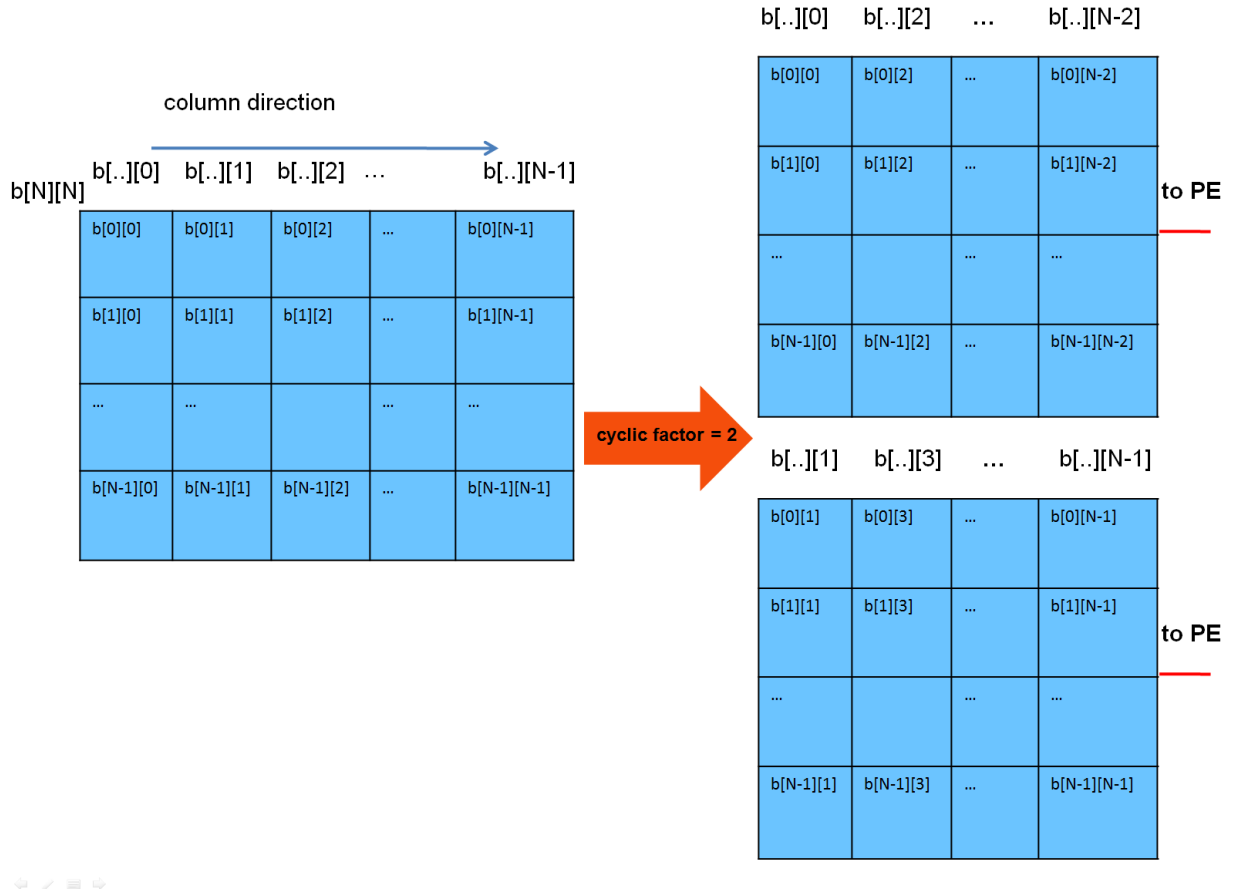 column direction
b[N][N]
b[..][0] b[..][1] b[..][2] ... b[..][N-1]
b[0][0] b[0][1] b[0][2] ... b[0][N-1]
b[1][0] b[1][1] b[1][2] ... b[1][N-1]
... ... ... ...
b[N-1][0] b[N-1][1] b[N-1][2] ... b[N-1][N-1]
cyclic factor = 2
b[..][0] b[..][2] ... b[..][N-2]
b[0][0] b[0][2] ... b[0][N-2]
b[1][0] b[1][2] ... b[1][N-2]
... ... ...
b[N-1][0] b[N-1][2] ... b[N-1][N-2]
to PE
b[..][1] b[..][3] ... b[..][N-1]
b[0][1] b[0][3] ... b[0][N-1]
b[1][1] b[1][3] ... b[1][N-1]
... ... ...
b[N-1][1] b[N-1][3] ... b[N-1][N-1]
to PE